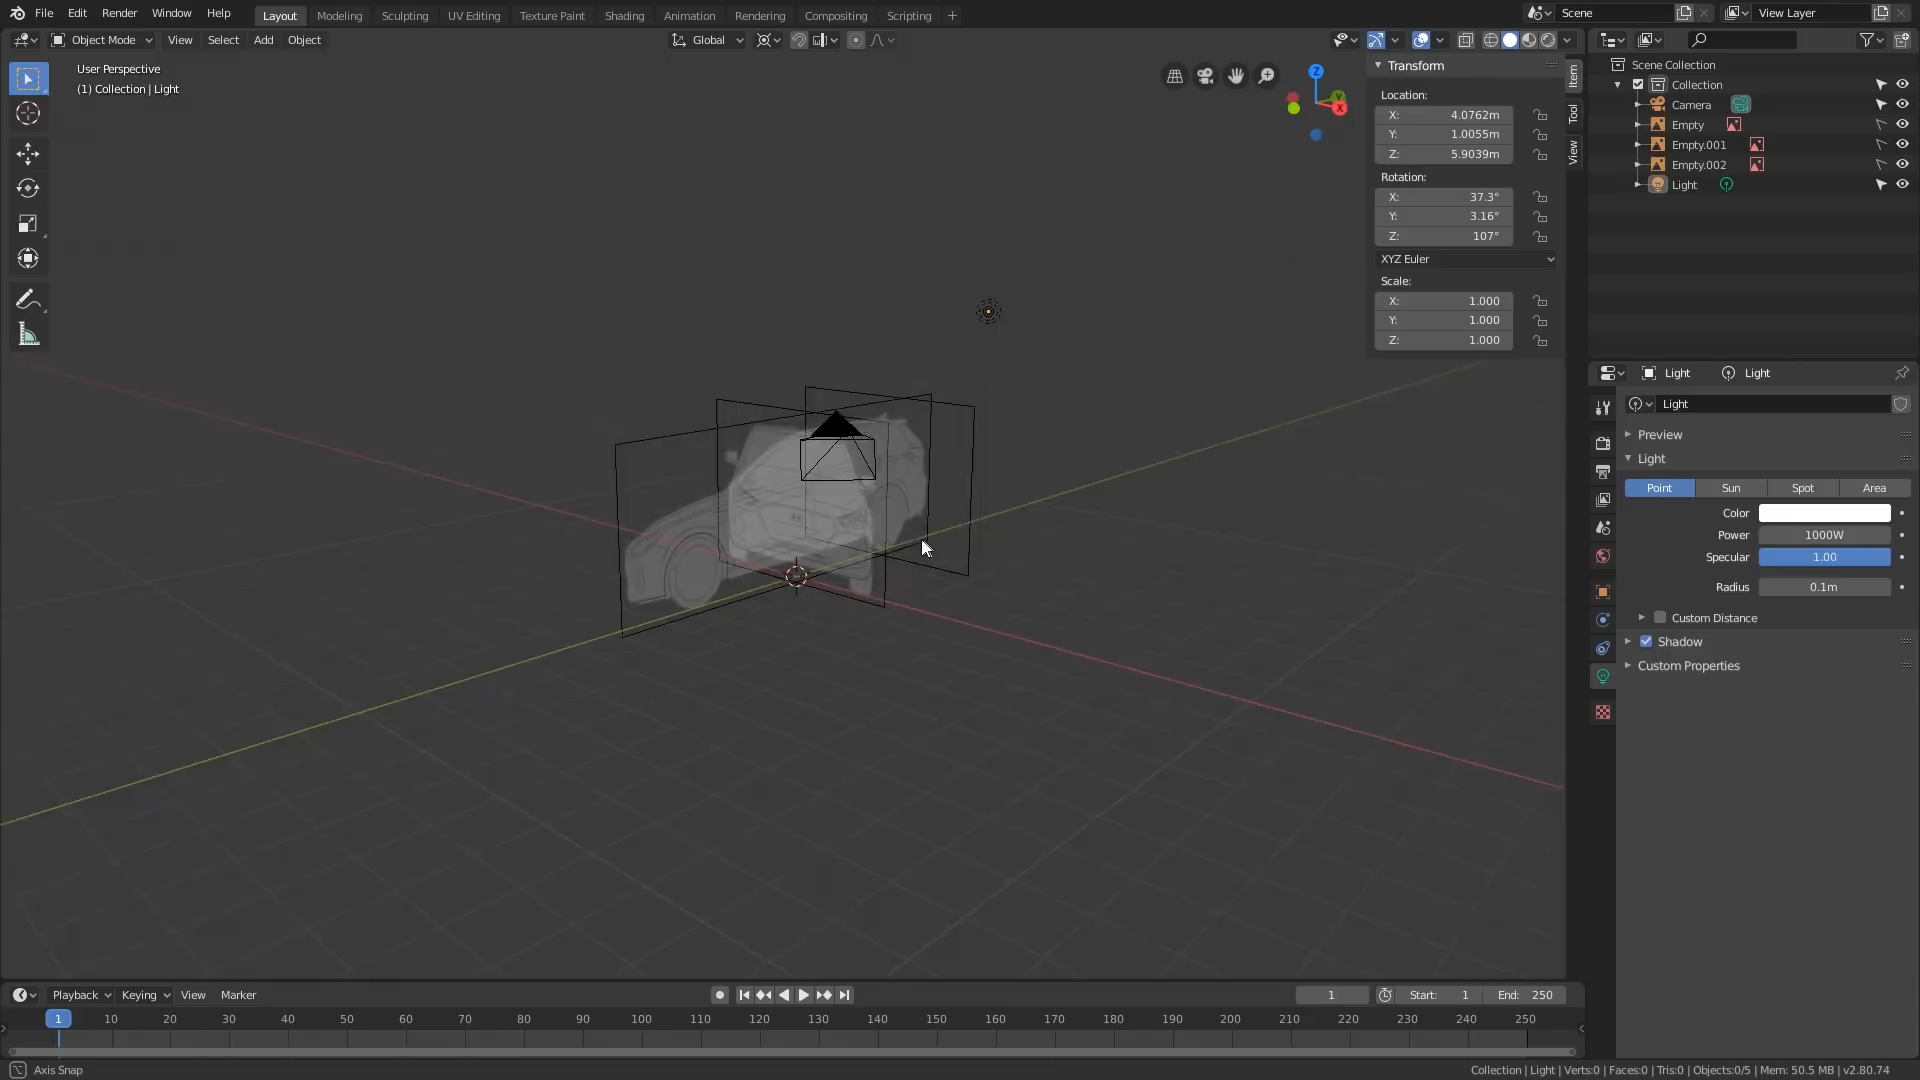 File Edit Render Window Help Layout Modeling Sculpting UV Editing Texture Paint Shading Animation Rendering Compositing Scripting + Scene View Layer
Object Mode View Select Add Object Global
User Perspective
(1) Collection | Light
Z
Y
X
Transform
Location:
X: 4.0762m
Y: 1.0055m
Z: 5.9039m
Rotation:
X: 37.3°
Y: 3.16°
Z: 107°
XYZ Euler
Scale:
X: 1.000
Y: 1.000
Z: 1.000
Item
Tool
View
Scene Collection
Collection
Camera
Empty
Empty.001
Empty.002
Light
Light Light
Light
Preview
Light
Point Sun Spot Area
Color
Power 1000W
Specular 1.00
Radius 0.1m
Custom Distance
Shadow
Custom Properties
Playback Keying View Marker 1 Start: 1 End: 250
1 10 20 30 40 50 60 70 80 90 100 110 120 130 140 150 160 170 180 190 200 210 220 230 240 250
Axis Snap
Collection | Light | Verts:0 | Faces:0 | Tris:0 | Objects:0/5 | Mem: 50.5 MB | v2.80.74